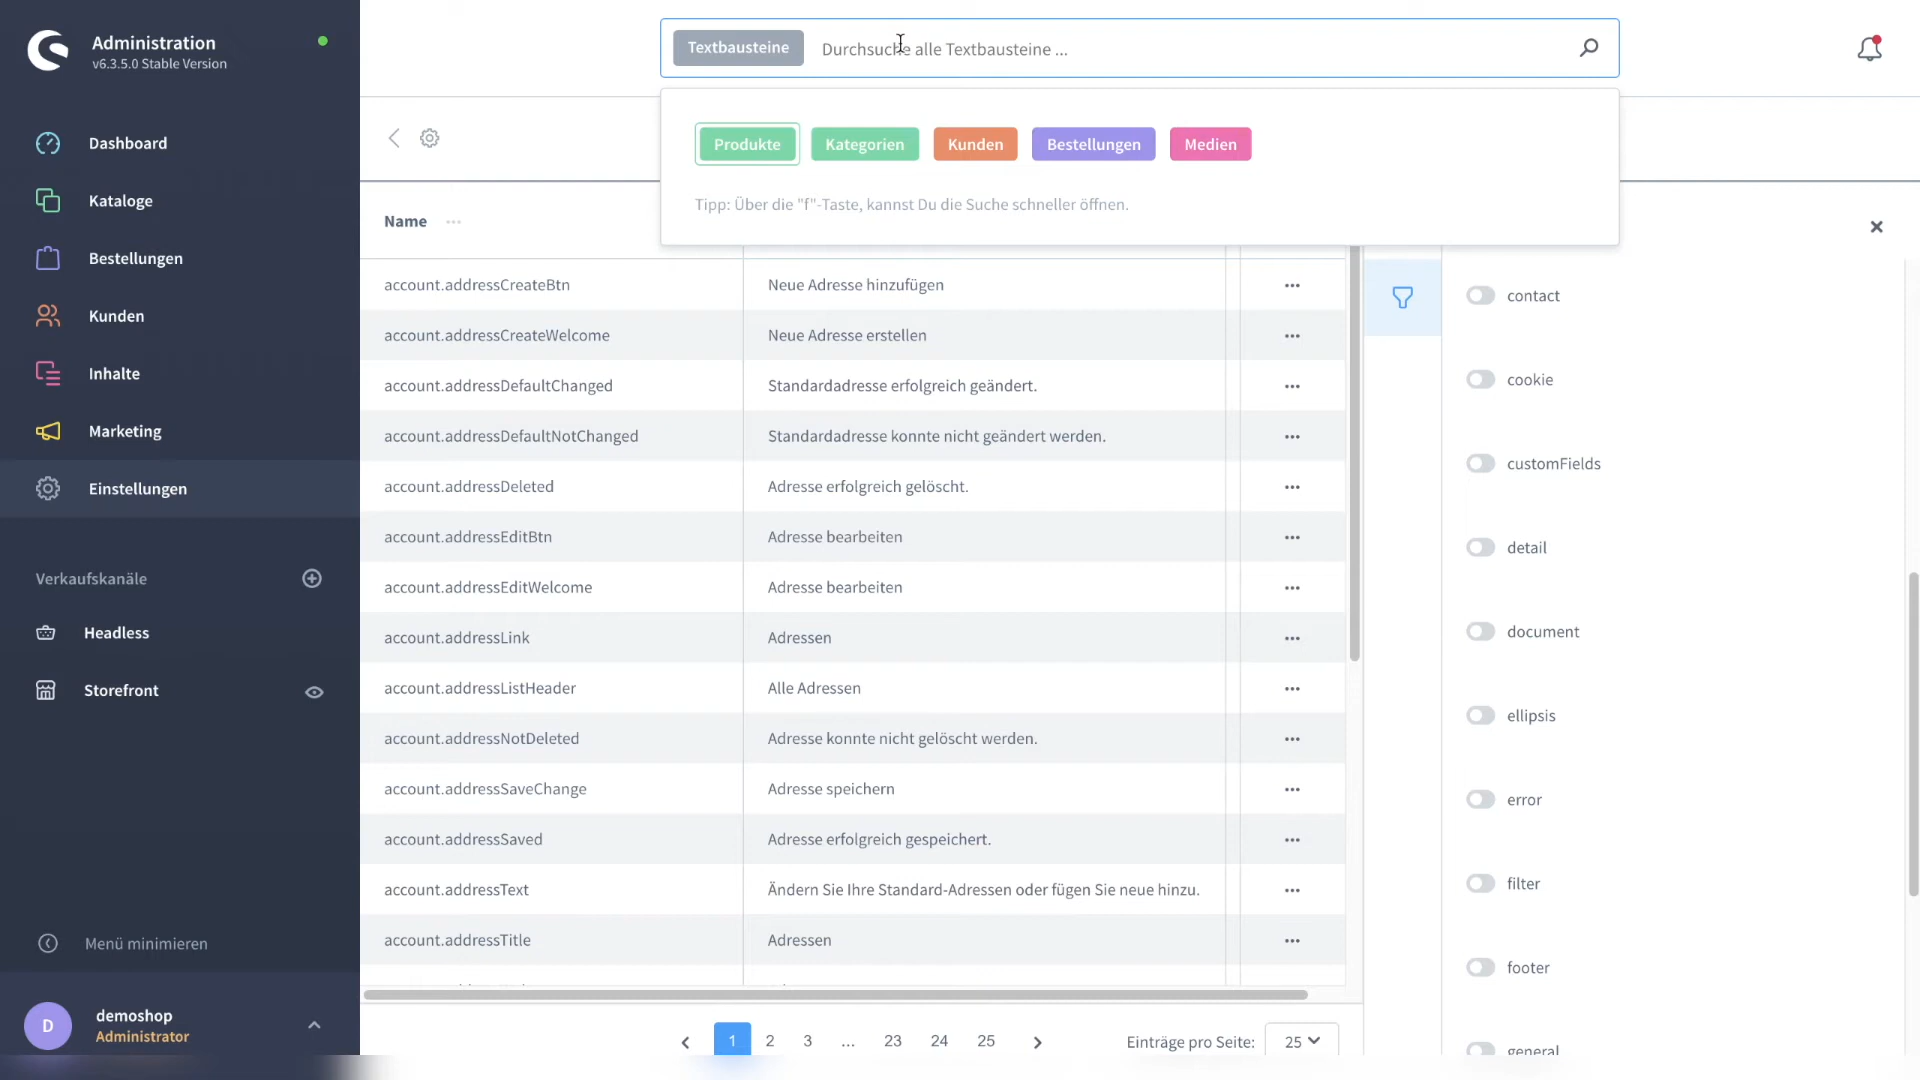 Administration
v6.3.5.0 Stable Version
Textbausteine
Durchsuche alle Textbausteine ...
Produkte
Kategorien
Kunden
Bestellungen
Medien
Tipp: Über die "f"-Taste, kannst Du die Suche schneller öffnen.
Dashboard
Kataloge
Bestellungen
Kunden
Inhalte
Marketing
Einstellungen
Verkaufskanäle
Headless
Storefront
Menü minimieren
D
demoshop
Administrator
Name
account.addressCreateBtn Neue Adresse hinzufügen
account.addressCreateWelcome Neue Adresse erstellen
account.addressDefaultChanged Standardadresse erfolgreich geändert.
account.addressDefaultNotChanged Standardadresse konnte nicht geändert werden.
account.addressDeleted Adresse erfolgreich gelöscht.
account.addressEditBtn Adresse bearbeiten
account.addressEditWelcome Adresse bearbeiten
account.addressLink Adressen
account.addressListHeader Alle Adressen
account.addressNotDeleted Adresse konnte nicht gelöscht werden.
account.addressSaveChange Adresse speichern
account.addressSaved Adresse erfolgreich gespeichert.
account.addressText Ändern Sie Ihre Standard-Adressen oder fügen Sie neue hinzu.
account.addressTitle Adressen
1 2 3 ... 23 24 25
Einträge pro Seite: 25
contact
cookie
customFields
detail
document
ellipsis
error
filter
footer
general